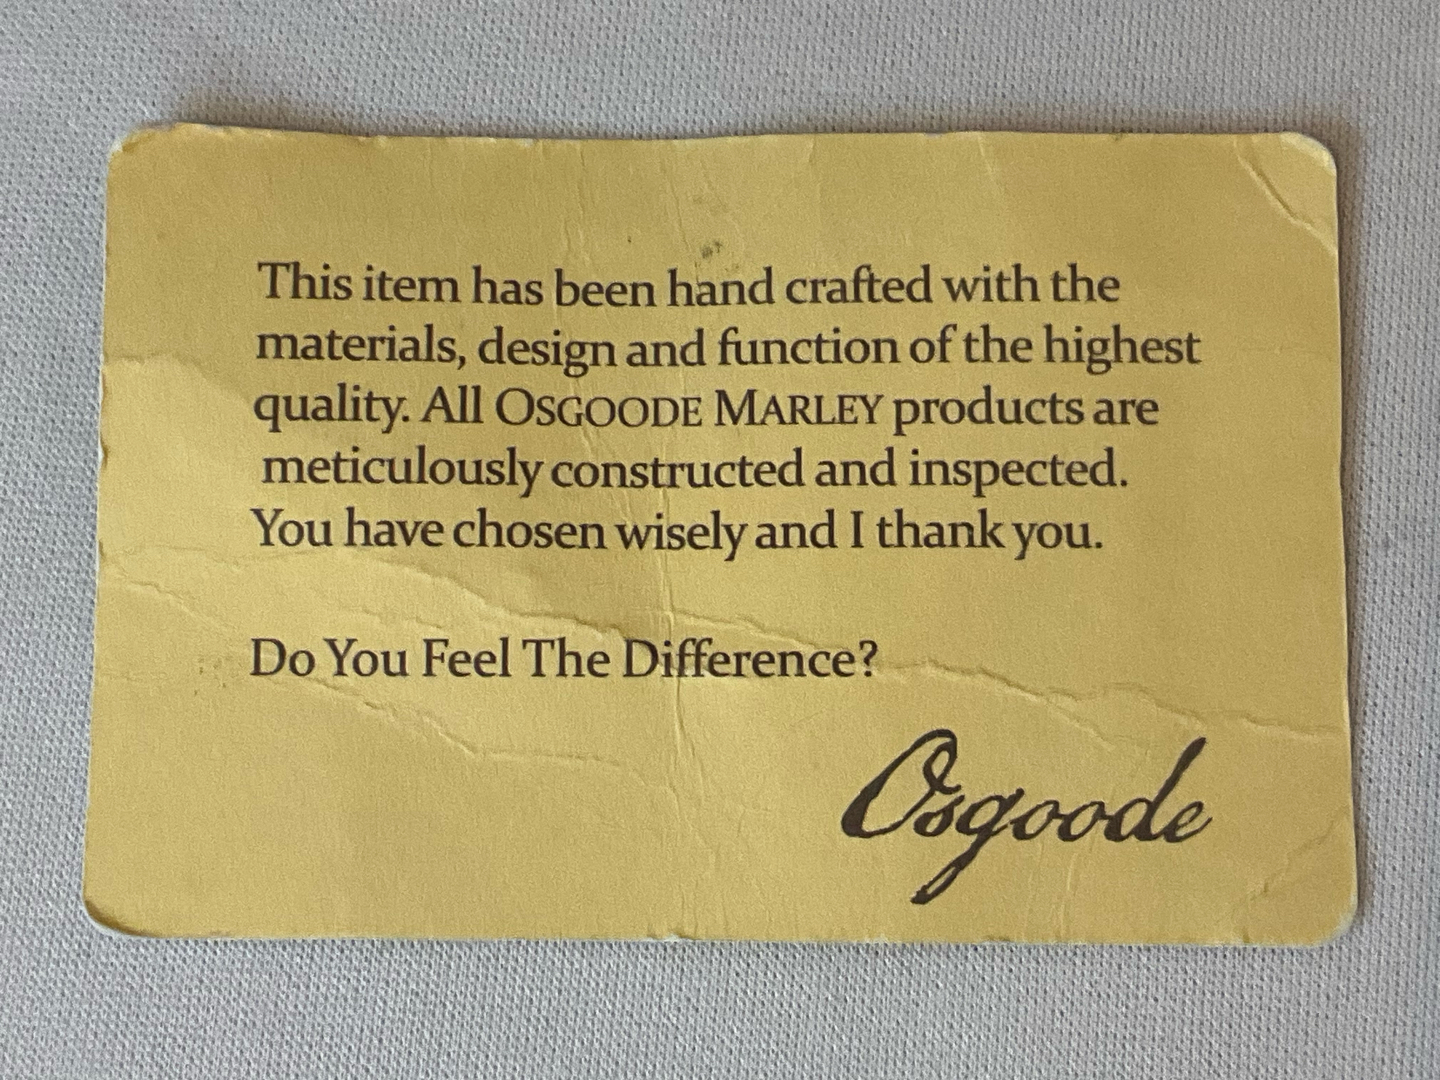 This item has been hand crafted with the
materials, design and function of the highest
quality. All OSGOODE MARLEY products are
meticulously constructed and inspected.
You have chosen wisely and I thank you.
Do You Feel The Difference?
Osgoode